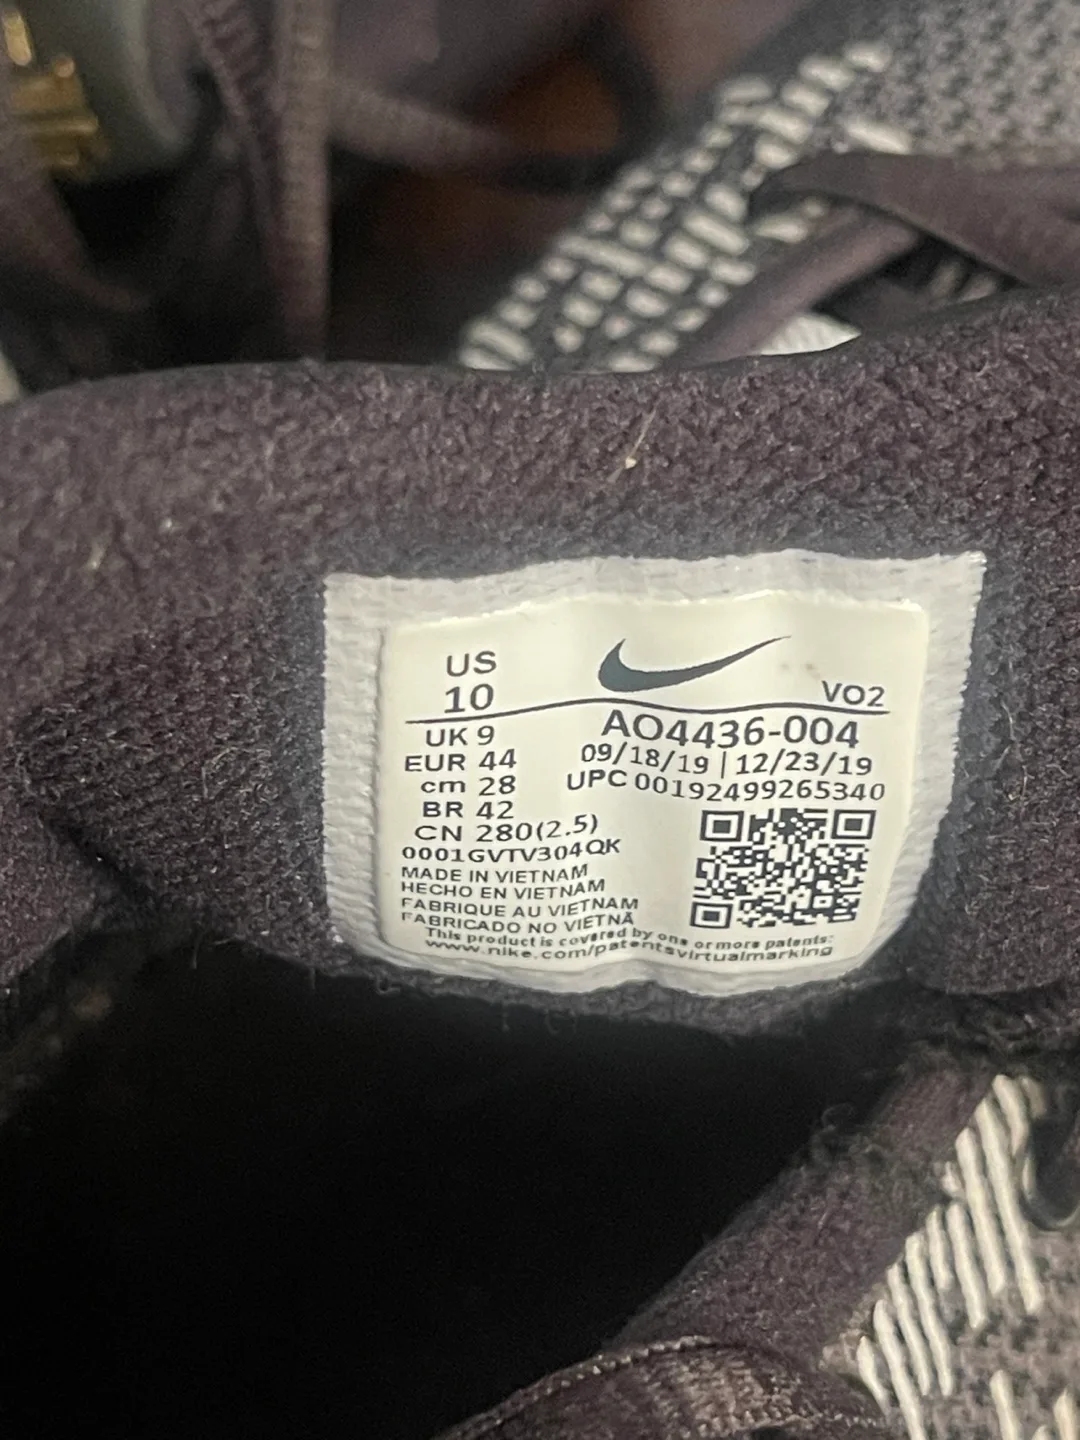 US
10
VO2
UK 9
AO4436-004
EUR 44
09/18/19 | 12/23/19
cm 28
UPC 00192499265340
BR 42
CN 280(2.5)
0001GVTV304QK
MADE IN VIETNAM
HECHO EN VIETNAM
FABRIQUE AU VIETNAM
FABRICADO NO VIETNÃ
This product is covered by one or more patents:
www.nike.com/patentsvirtualmarking